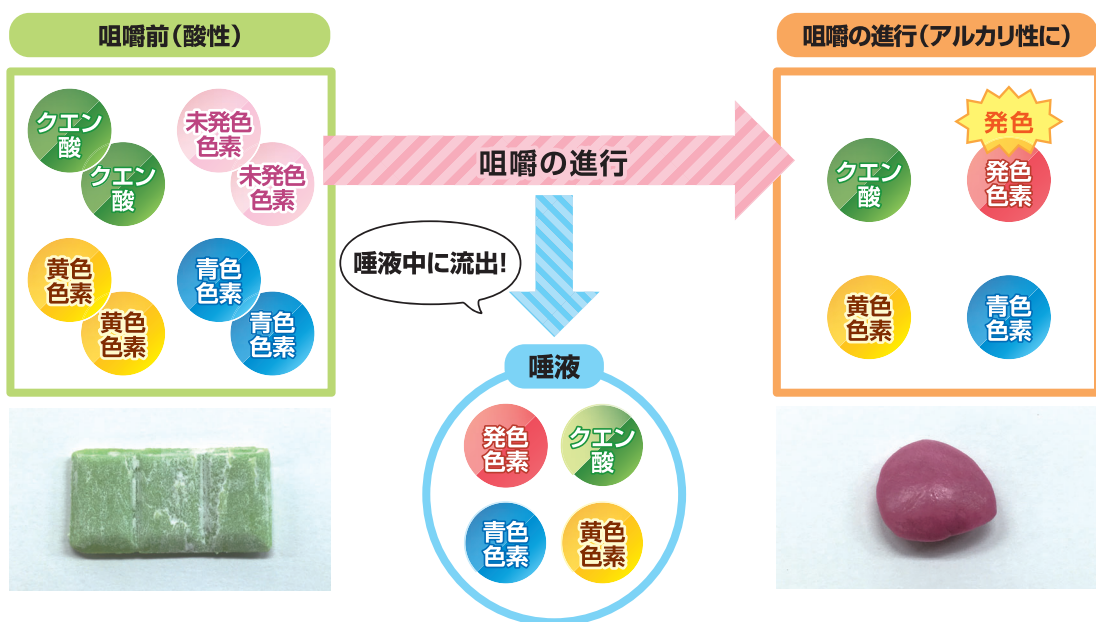 咀嚼前（酸性）
クエン
酸
クエン
酸
未発色
色素
未発色
色素
黄色
色素
黄色
色素
青色
色素
青色
色素
咀嚼の進行
唾液中に流出！
唾液
発色
色素
クエン
酸
青色
色素
黄色
色素
咀嚼の進行（アルカリ性に）
クエン
酸
発色
発色
色素
黄色
色素
青色
色素